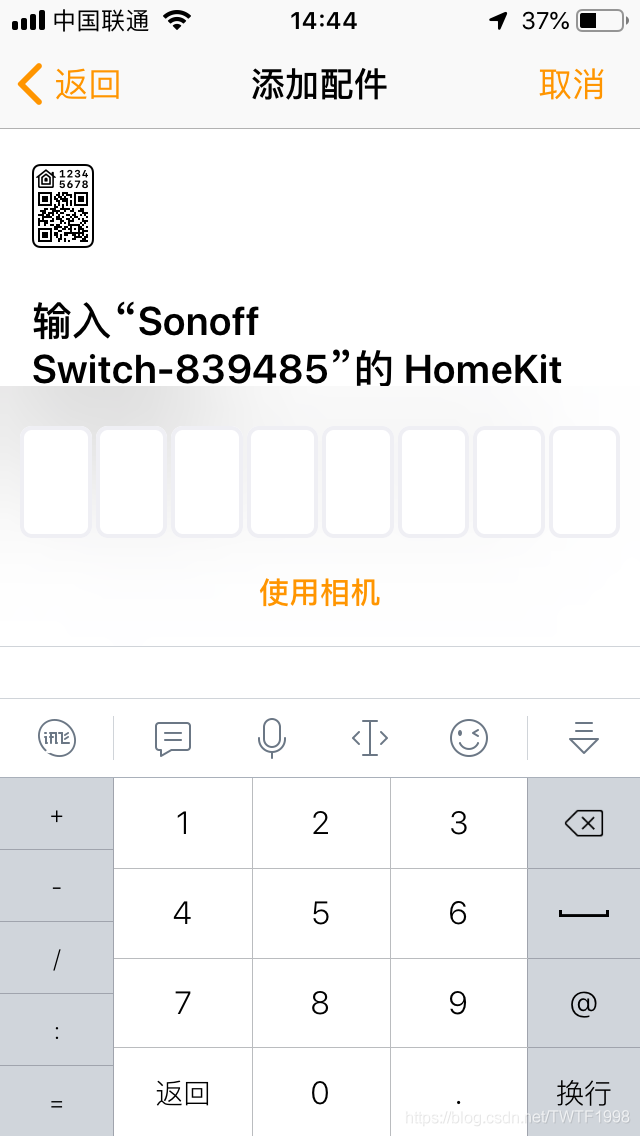 中国联通 14:44 37%
返回 添加配件 取消
1234
5678
输入“Sonoff
Switch-839485”的 HomeKit
使用相机
讯飞
+ 1 2 3
- 4 5 6
/ 7 8 9 @
:
= 返回 0 . 换行
https://blog.csdn.net/TWTF1998